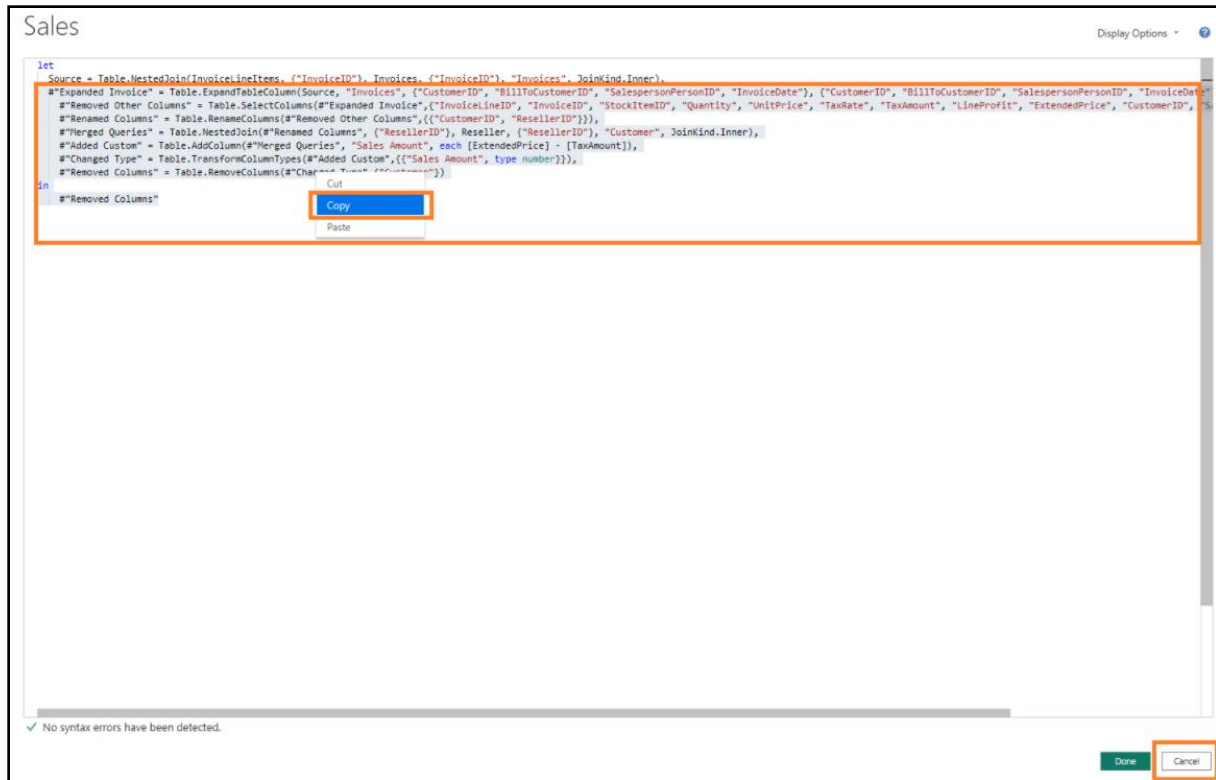 Sales
Display Options
let
Source = Table.NestedJoin(InvoiceLineItems, {"InvoiceID"}, Invoices, {"InvoiceID"}, "Invoices", JoinKind.Inner),
#"Expanded Invoice" = Table.ExpandTableColumn(Source, "Invoices", {"CustomerID", "BillToCustomerID", "SalespersonPersonID", "InvoiceDate"}, {"CustomerID", "BillToCustomerID", "SalespersonPersonID", "InvoiceDate"
#"Removed Other Columns" = Table.SelectColumns(#"Expanded Invoice",{"InvoiceLineID", "InvoiceID", "StockItemID", "Quantity", "UnitPrice", "TaxRate", "TaxAmount", "LineProfit", "ExtendedPrice", "CustomerID",
#"Renamed Columns" = Table.RenameColumns(#"Removed Other Columns",{{"CustomerID", "ResellerID"}}),
#"Merged Queries" = Table.NestedJoin(#"Renamed Columns", {"ResellerID"}, Reseller, {"ResellerID"}, "Customer", JoinKind.Inner),
#"Added Custom" = Table.AddColumn(#"Merged Queries", "Sales Amount", each [ExtendedPrice] - [TaxAmount]),
#"Changed Type" = Table.TransformColumnTypes(#"Added Custom",{{"Sales Amount", type number}}),
#"Removed Columns" = Table.RemoveColumns(#"Changed Type",{"Customer"})
in
#"Removed Columns"
Cut
Copy
Paste
No syntax errors have been detected.
Done
Cancel